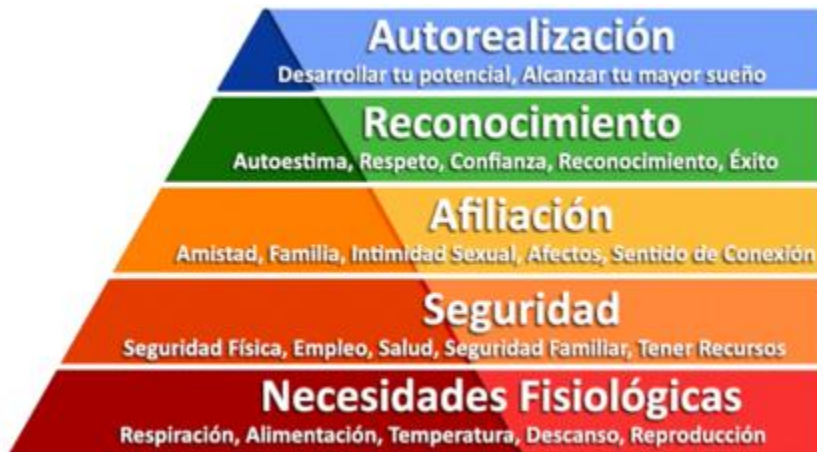 Autorealización
Desarrollar tu potencial, Alcanzar tu mayor sueño
Reconocimiento
Autoestima, Respeto, Confianza, Reconocimiento, Éxito
Afiliación
Amistad, Familia, Intimidad Sexual, Afectos, Sentido de Conexión
Seguridad
Seguridad Física, Empleo, Salud, Seguridad Familiar, Tener Recursos
Necesidades Fisiológicas
Respiración, Alimentación, Temperatura, Descanso, Reproducción